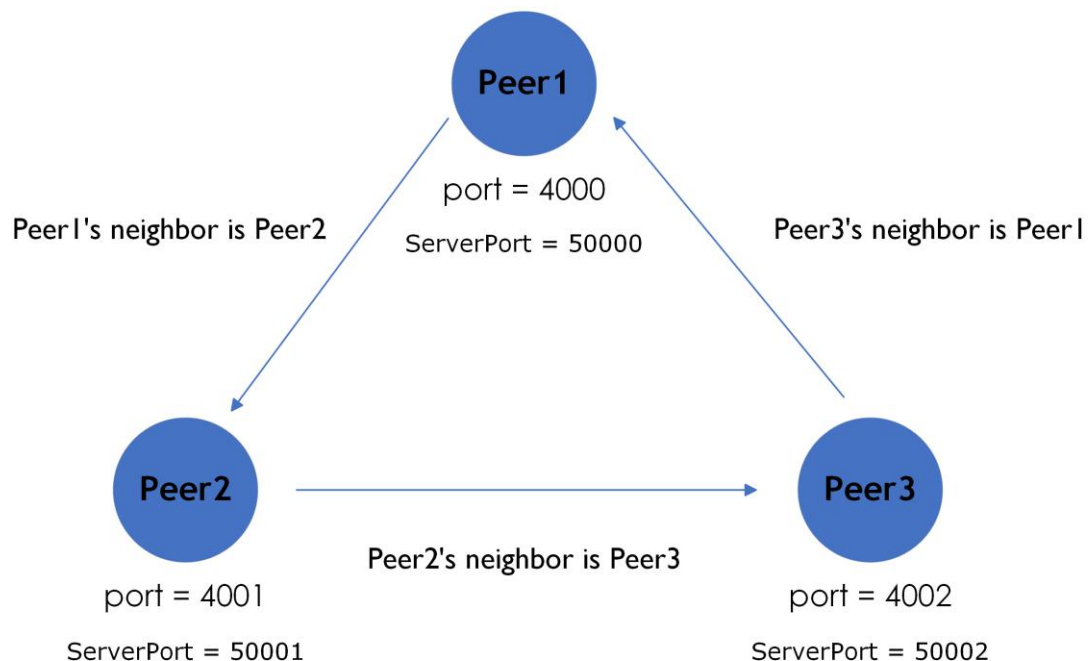 Peer1
port = 4000
Peer1's neighbor is Peer2
Peer3's neighbor is Peer1
ServerPort = 50000
Peer2
Peer3
Peer2's neighbor is Peer3
port = 4001
port = 4002
ServerPort = 50001
ServerPort = 50002